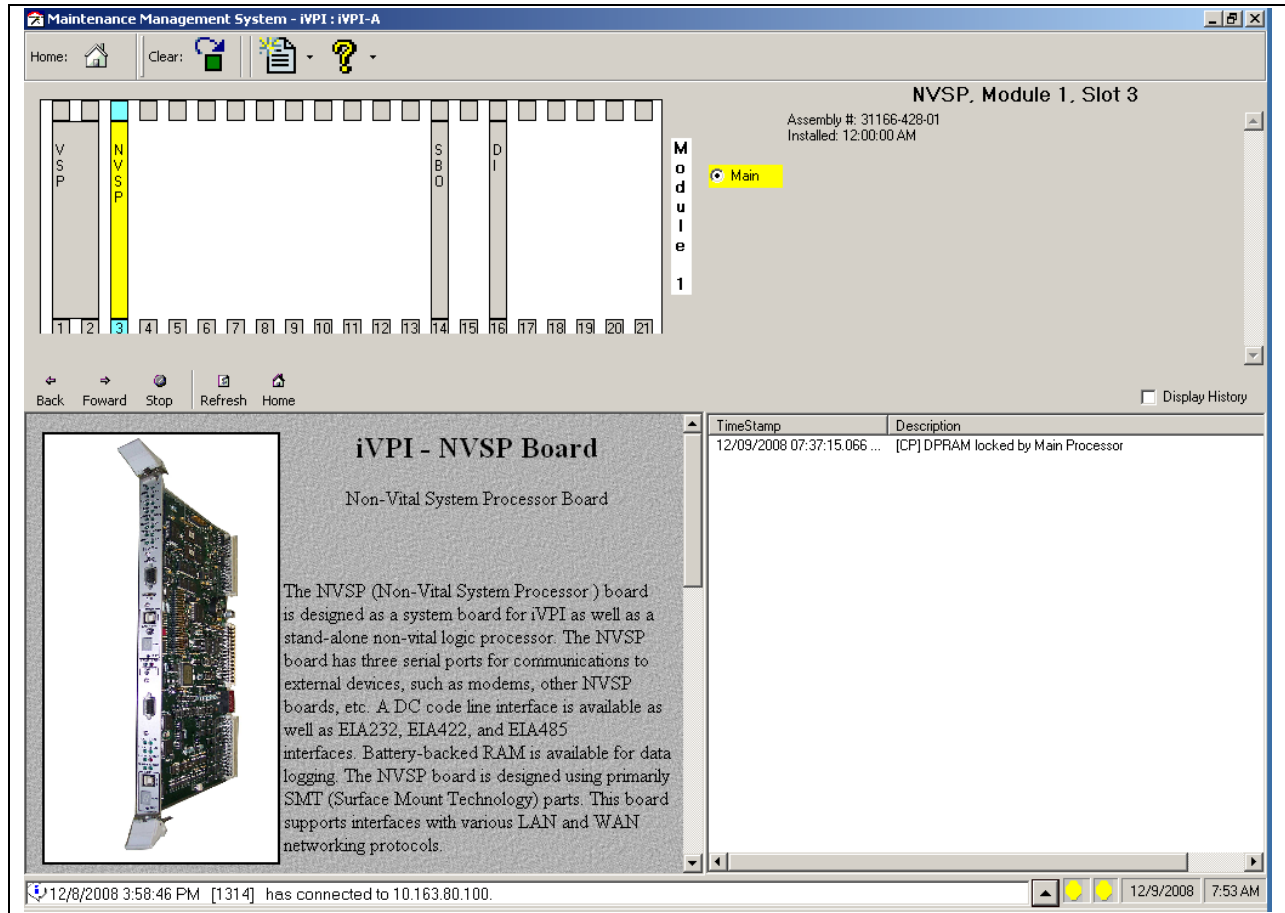 Maintenance Management System - iVPI : iVPI-A
Home: Clear:
NVSP, Module 1, Slot 3
Assembly #: 31166-428-01
Installed: 12:00:00 AM
VSP
NVSP
SBO
DI
Module 1
Main
1 2 3 4 5 6 7 8 9 10 11 12 13 14 15 16 17 18 19 20 21
Back Foward Stop Refresh Home
Display History
iVPI - NVSP Board
Non-Vital System Processor Board
The NVSP (Non-Vital System Processor ) board
is designed as a system board for iVPI as well as a
stand-alone non-vital logic processor. The NVSP
board has three serial ports for communications to
external devices, such as modems, other NVSP
boards, etc. A DC code line interface is available as
well as EIA232, EIA422, and EIA485
interfaces. Battery-backed RAM is available for data
logging. The NVSP board is designed using primarily
SMT (Surface Mount Technology) parts. This board
supports interfaces with various LAN and WAN
networking protocols.
TimeStamp Description
12/09/2008 07:37:15.066 ... [CP] DPRAM locked by Main Processor
12/8/2008 3:58:46 PM [1314] has connected to 10.163.80.100.
12/9/2008 7:53 AM